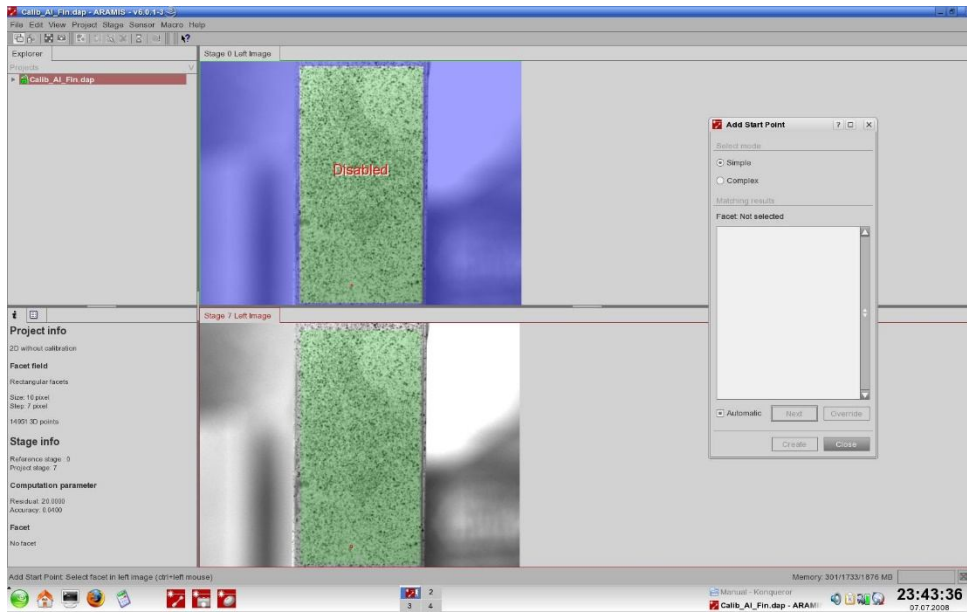 Calib_Al_Fin.dap - ARAMIS - v6.0.1-3
File Edit View Project Stage Sensor Macro Help
Explorer
Projects
Calib_Al_Fin.dap
Stage 0 Left Image
Disabled
Add Start Point
Select mode
Simple
Complex
Matching results
Facet: Not selected
Automatic Next Override
Create Close
Stage 7 Left Image
Project info
2D without calibration
Facet field
Rectangular facets
Size: 10 pixel
Step: 7 pixel
14951 3D points
Stage info
Reference stage : 0
Project stage: 7
Computation parameter
Residual: 20.0000
Accuracy: 0.0400
Facet
No facet
Add Start Point: Select facet in left image (ctrl+left mouse)
Memory: 301/1733/1876 MB
2
3 4
Manual - Konqueror
Calib_Al_Fin.dap - ARAMI
23:43:36
07.07.2008